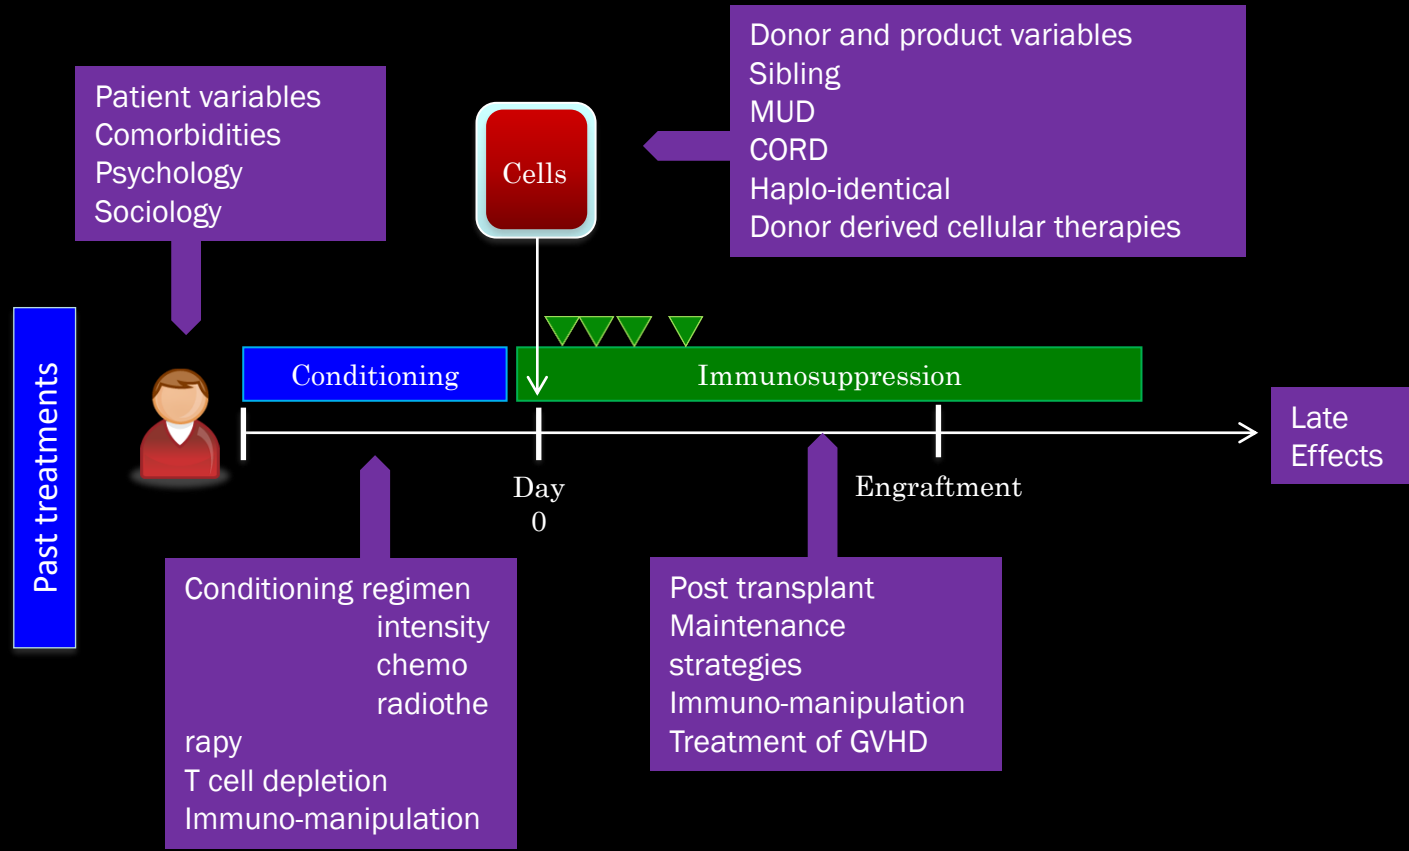 Patient variables
Comorbidities
Psychology
Sociology
Cells
Donor and product variables
Sibling
MUD
CORD
Haplo-identical
Donor derived cellular therapies
Past treatments
Conditioning
Immunosuppression
Day
0
Engraftment
Late
Effects
Conditioning regimen
intensity
chemo
radiothe
rapy
T cell depletion
Immuno-manipulation
Post transplant
Maintenance
strategies
Immuno-manipulation
Treatment of GVHD